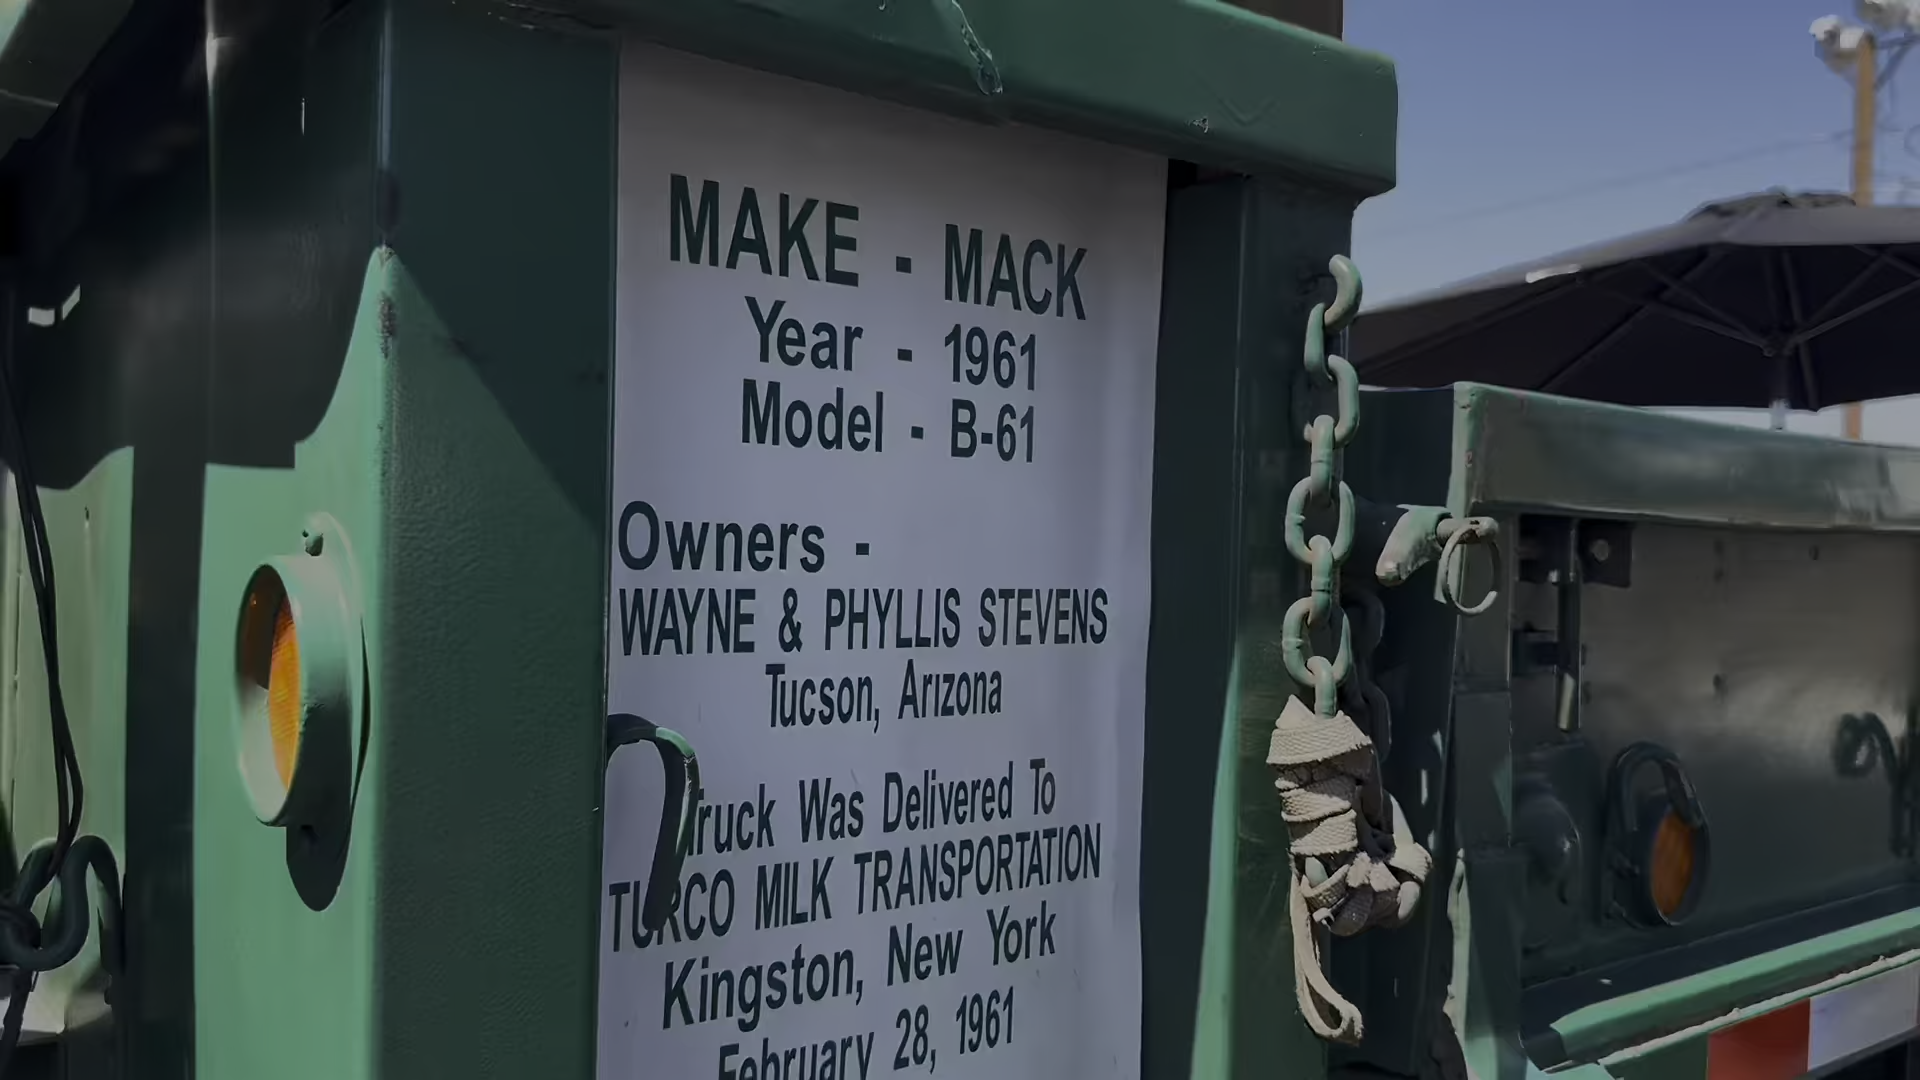 MAKE - MACK
Year - 1961
Model - B-61
Owners -
WAYNE & PHYLLIS STEVENS
Tucson, Arizona
Truck Was Delivered To
TURCO MILK TRANSPORTATION
Kingston, New York
February 28, 1961